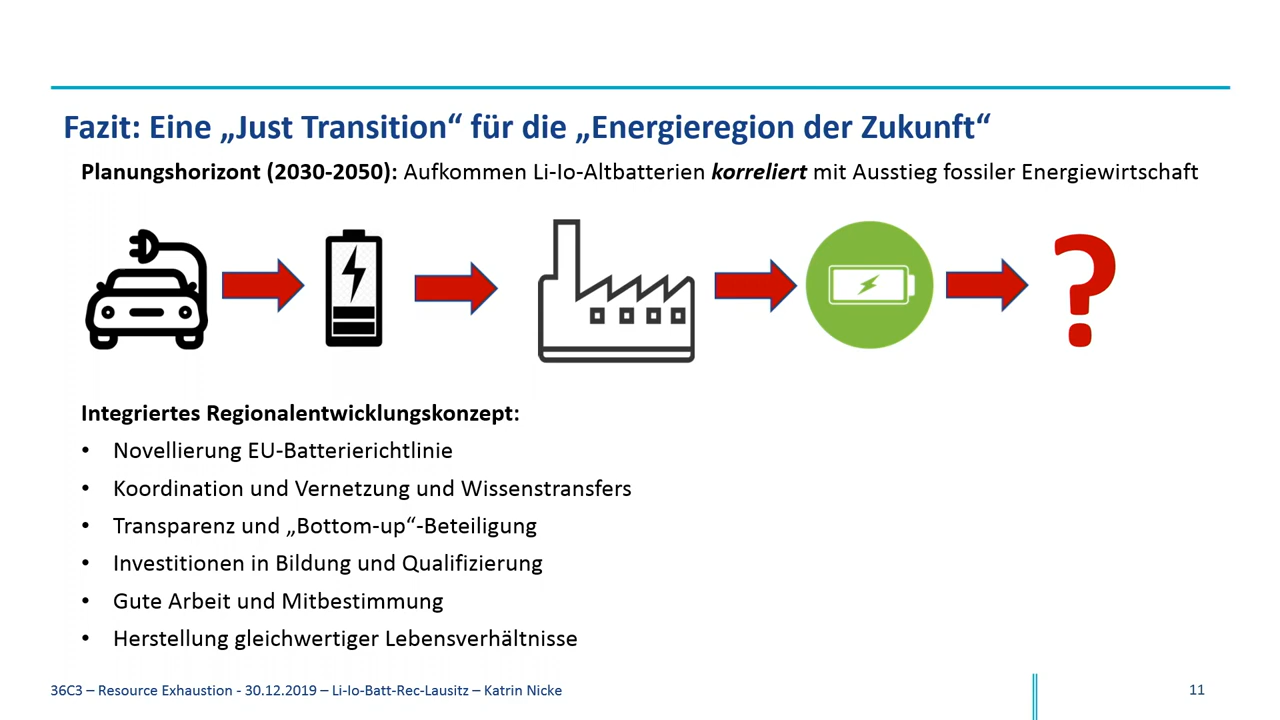 Fazit: Eine „Just Transition“ für die „Energieregion der Zukunft“
Planungshorizont (2030-2050): Aufkommen Li-Io-Altbatterien korreliert mit Ausstieg fossiler Energiewirtschaft
?
Integriertes Regionalentwicklungskonzept:
• Novellierung EU-Batterierichtlinie
• Koordination und Vernetzung und Wissenstransfers
• Transparenz und „Bottom-up“-Beteiligung
• Investitionen in Bildung und Qualifizierung
• Gute Arbeit und Mitbestimmung
• Herstellung gleichwertiger Lebensverhältnisse
36C3 – Resource Exhaustion - 30.12.2019 – Li-Io-Batt-Rec-Lausitz – Katrin Nicke
11